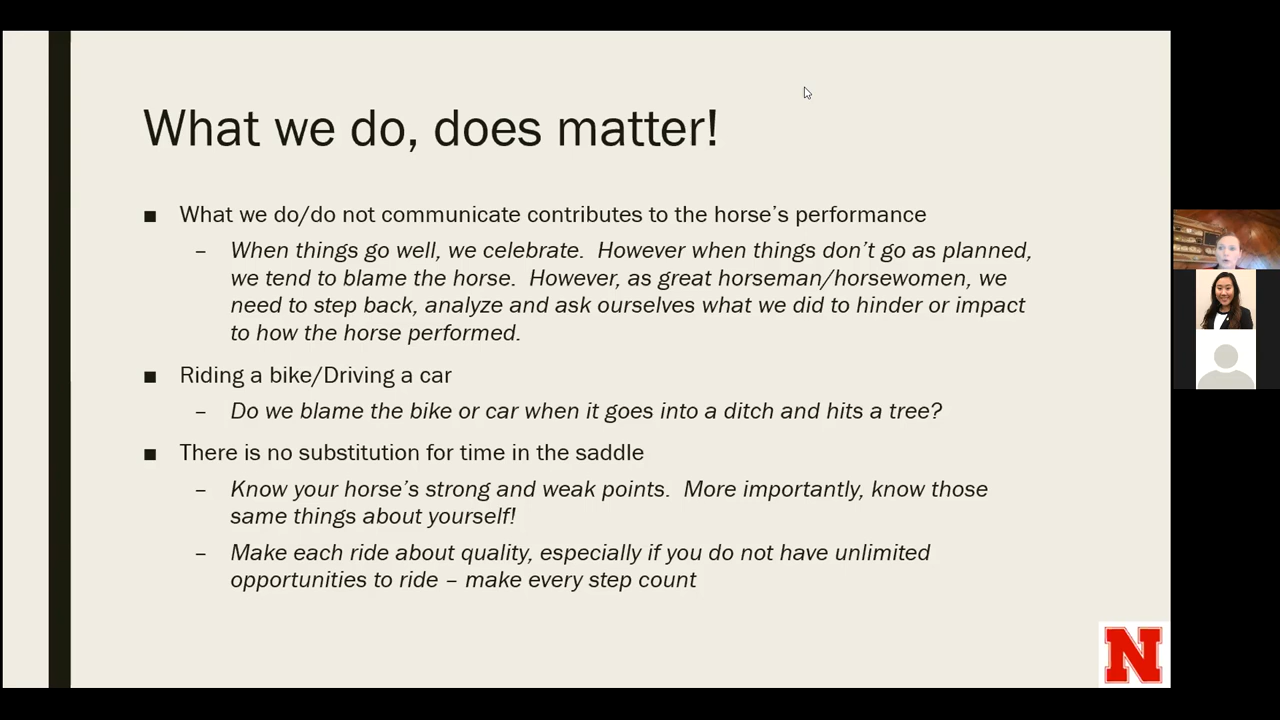 What we do, does matter!
■ What we do/do not communicate contributes to the horse's performance
– When things go well, we celebrate. However when things don't go as planned,
we tend to blame the horse. However, as great horseman/horsewomen, we
need to step back, analyze and ask ourselves what we did to hinder or impact
to how the horse performed.
■ Riding a bike/Driving a car
– Do we blame the bike or car when it goes into a ditch and hits a tree?
■ There is no substitution for time in the saddle
– Know your horse's strong and weak points. More importantly, know those
same things about yourself!
– Make each ride about quality, especially if you do not have unlimited
opportunities to ride – make every step count
N